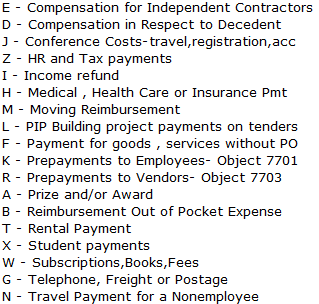 E - Compensation for Independent Contractors
D - Compensation in Respect to Decedent
J - Conference Costs-travel,registration,acc
Z - HR and Tax payments
I - Income refund
H - Medical , Health Care or Insurance Pmt
M - Moving Reimbursement
L - PIP Building project payments on tenders
F - Payment for goods , services without PO
K - Prepayments to Employees- Object 7701
R - Prepayments to Vendors- Object 7703
A - Prize and/or Award
B - Reimbursement Out of Pocket Expense
T - Rental Payment
X - Student payments
W - Subscriptions,Books,Fees
G - Telephone, Freight or Postage
N - Travel Payment for a Nonemployee